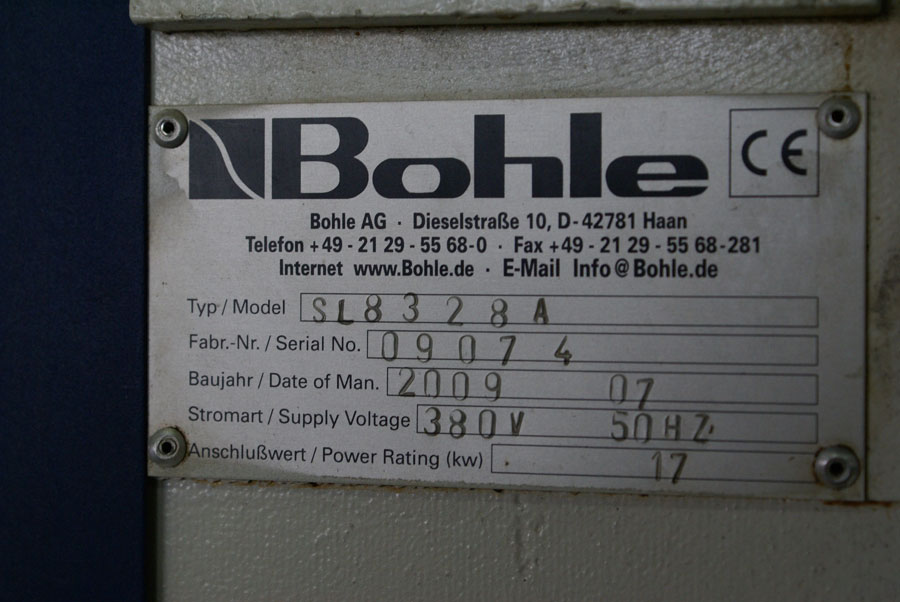 Bohle CE
Bohle AG · Dieselstraße 10, D-42781 Haan
Telefon +49 - 21 29 - 55 68-0 · Fax +49 - 21 29 - 55 68-281
Internet www.Bohle.de · E-Mail Info@Bohle.de
Typ / Model SL8328A
Fabr.-Nr. / Serial No. 09074
Baujahr / Date of Man. 2009 07
Stromart / Supply Voltage 380V 50HZ
Anschlußwert / Power Rating (kw) 17